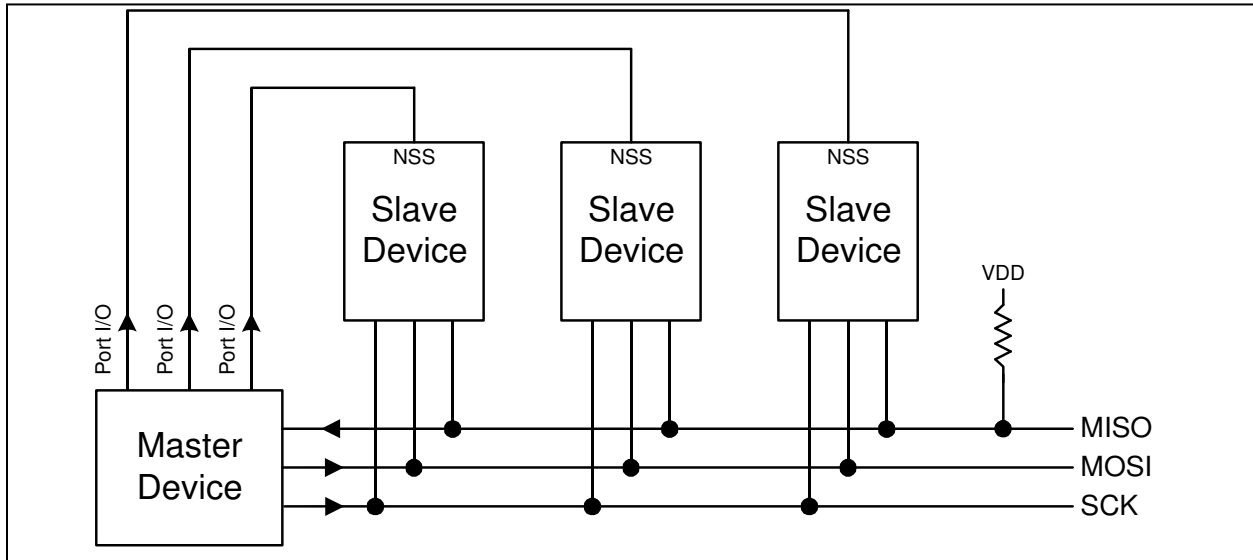 NSS
Slave
Device
NSS
Slave
Device
NSS
Slave
Device
VDD
Port I/O
Port I/O
Port I/O
Master
Device
MISO
MOSI
SCK